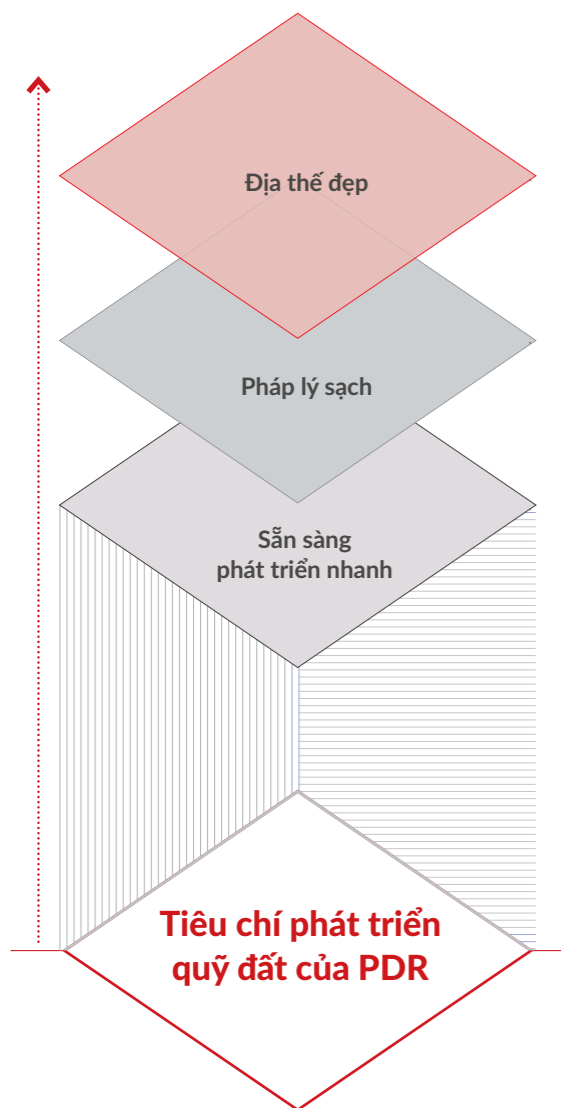 Địa thế đẹp
Pháp lý sạch
Sẵn sàng
phát triển nhanh
Tiêu chí phát triển
quỹ đất của PDR